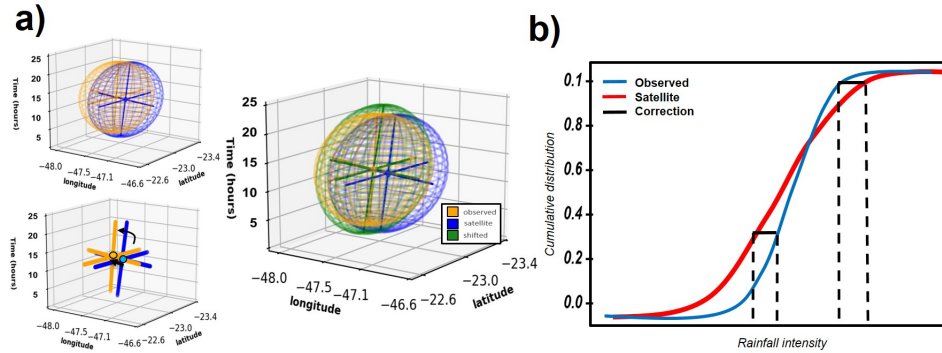 a)
25
20
15
10
5
Time (hours)
−48.0
−47.5
−47.1
−46.6
longitude
−22.6
−23.0
−23.4
latitude
25
20
15
10
5
Time (hours)
−48.0
−47.5
−47.1
−46.6
longitude
−22.6
−23.0
−23.4
latitude
25
20
15
10
5
Time (hours)
−48.0
−47.5
−47.1
−46.6
longitude
−22.6
−23.0
−23.4
latitude
observed
satellite
shifted
b)
Observed
Satellite
Correction
0.1
0.8
0.6
0.4
0.2
0.0
Cumulative distribution
Rainfall intensity